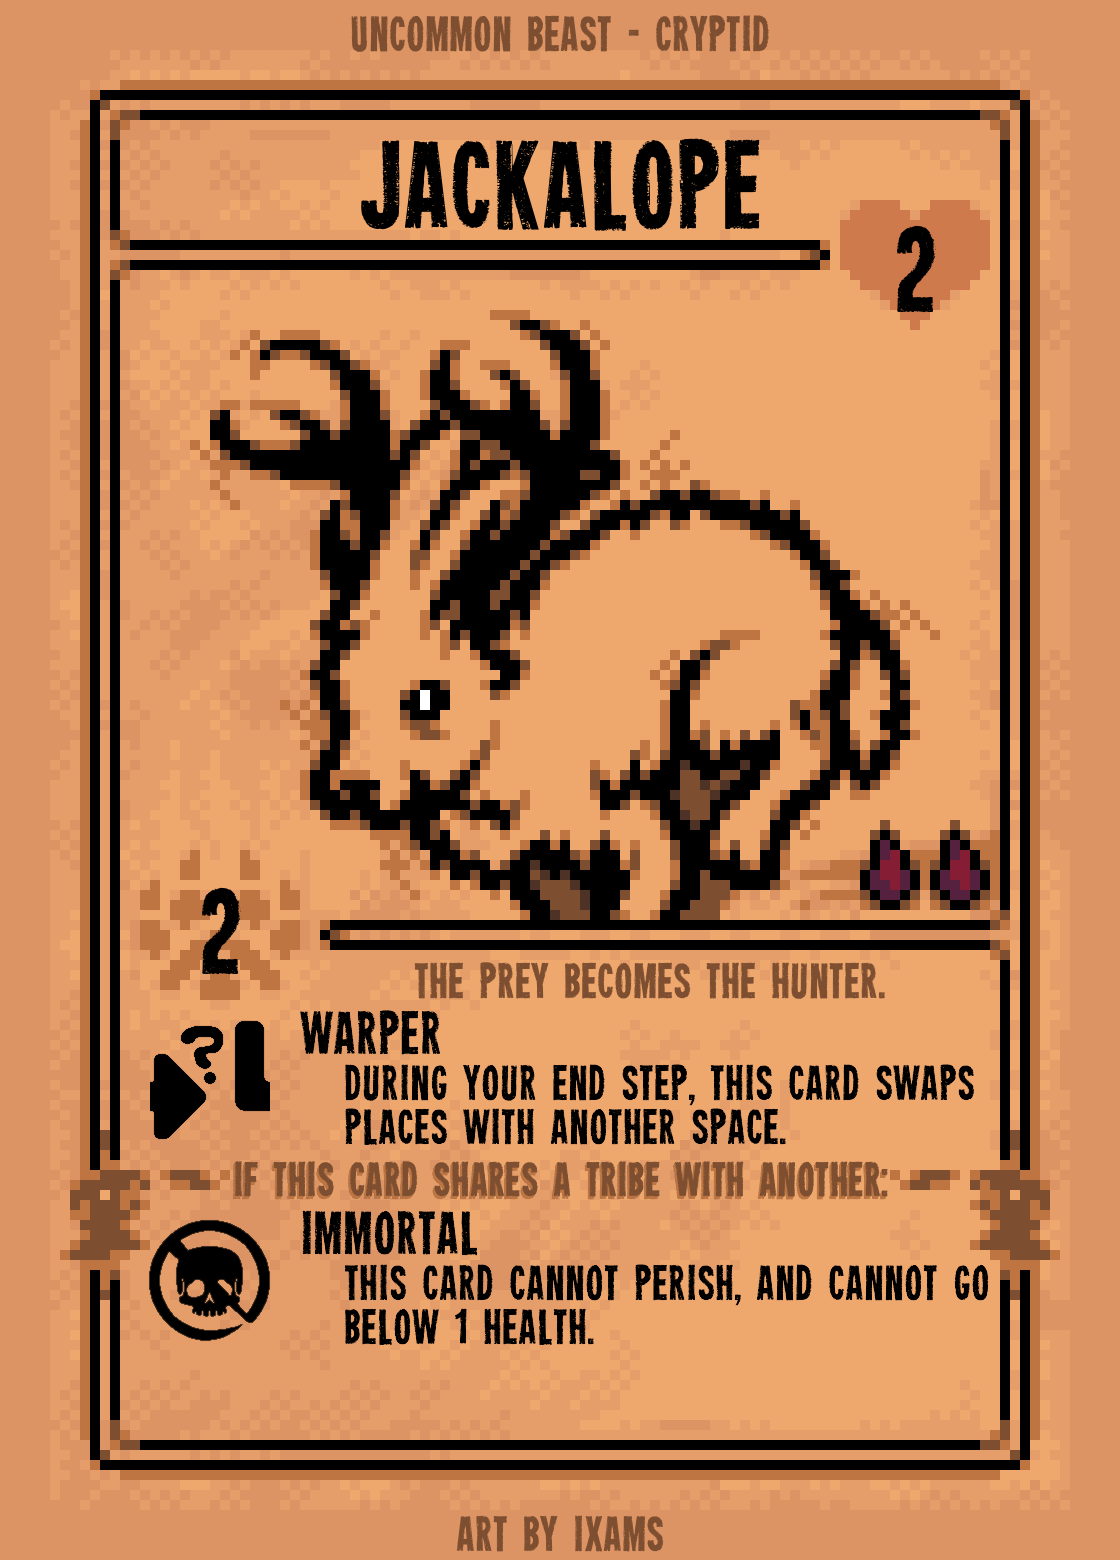 UNCOMMON BEAST - CRYPTID
JACKALOPE
2
2
THE PREY BECOMES THE HUNTER.
WARPER
DURING YOUR END STEP, THIS CARD SWAPS
PLACES WITH ANOTHER SPACE.
IF THIS CARD SHARES A TRIBE WITH ANOTHER:
IMMORTAL
THIS CARD CANNOT PERISH, AND CANNOT GO
BELOW 1 HEALTH.
ART BY IXAMS